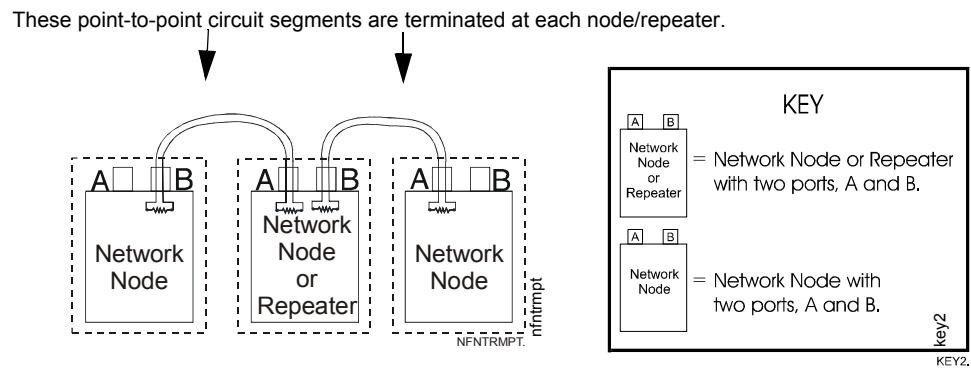 These point-to-point circuit segments are terminated at each node/repeater.
A B
Network
Node
A B
Network
Node
or
Repeater
A B
Network
Node
nfntrmpt
NFNTRMPT.
KEY
A B
Network
Node
or
Repeater
= Network Node or Repeater
with two ports, A and B.
A B
Network
Node
= Network Node with
two ports, A and B.
key2
KEY2.